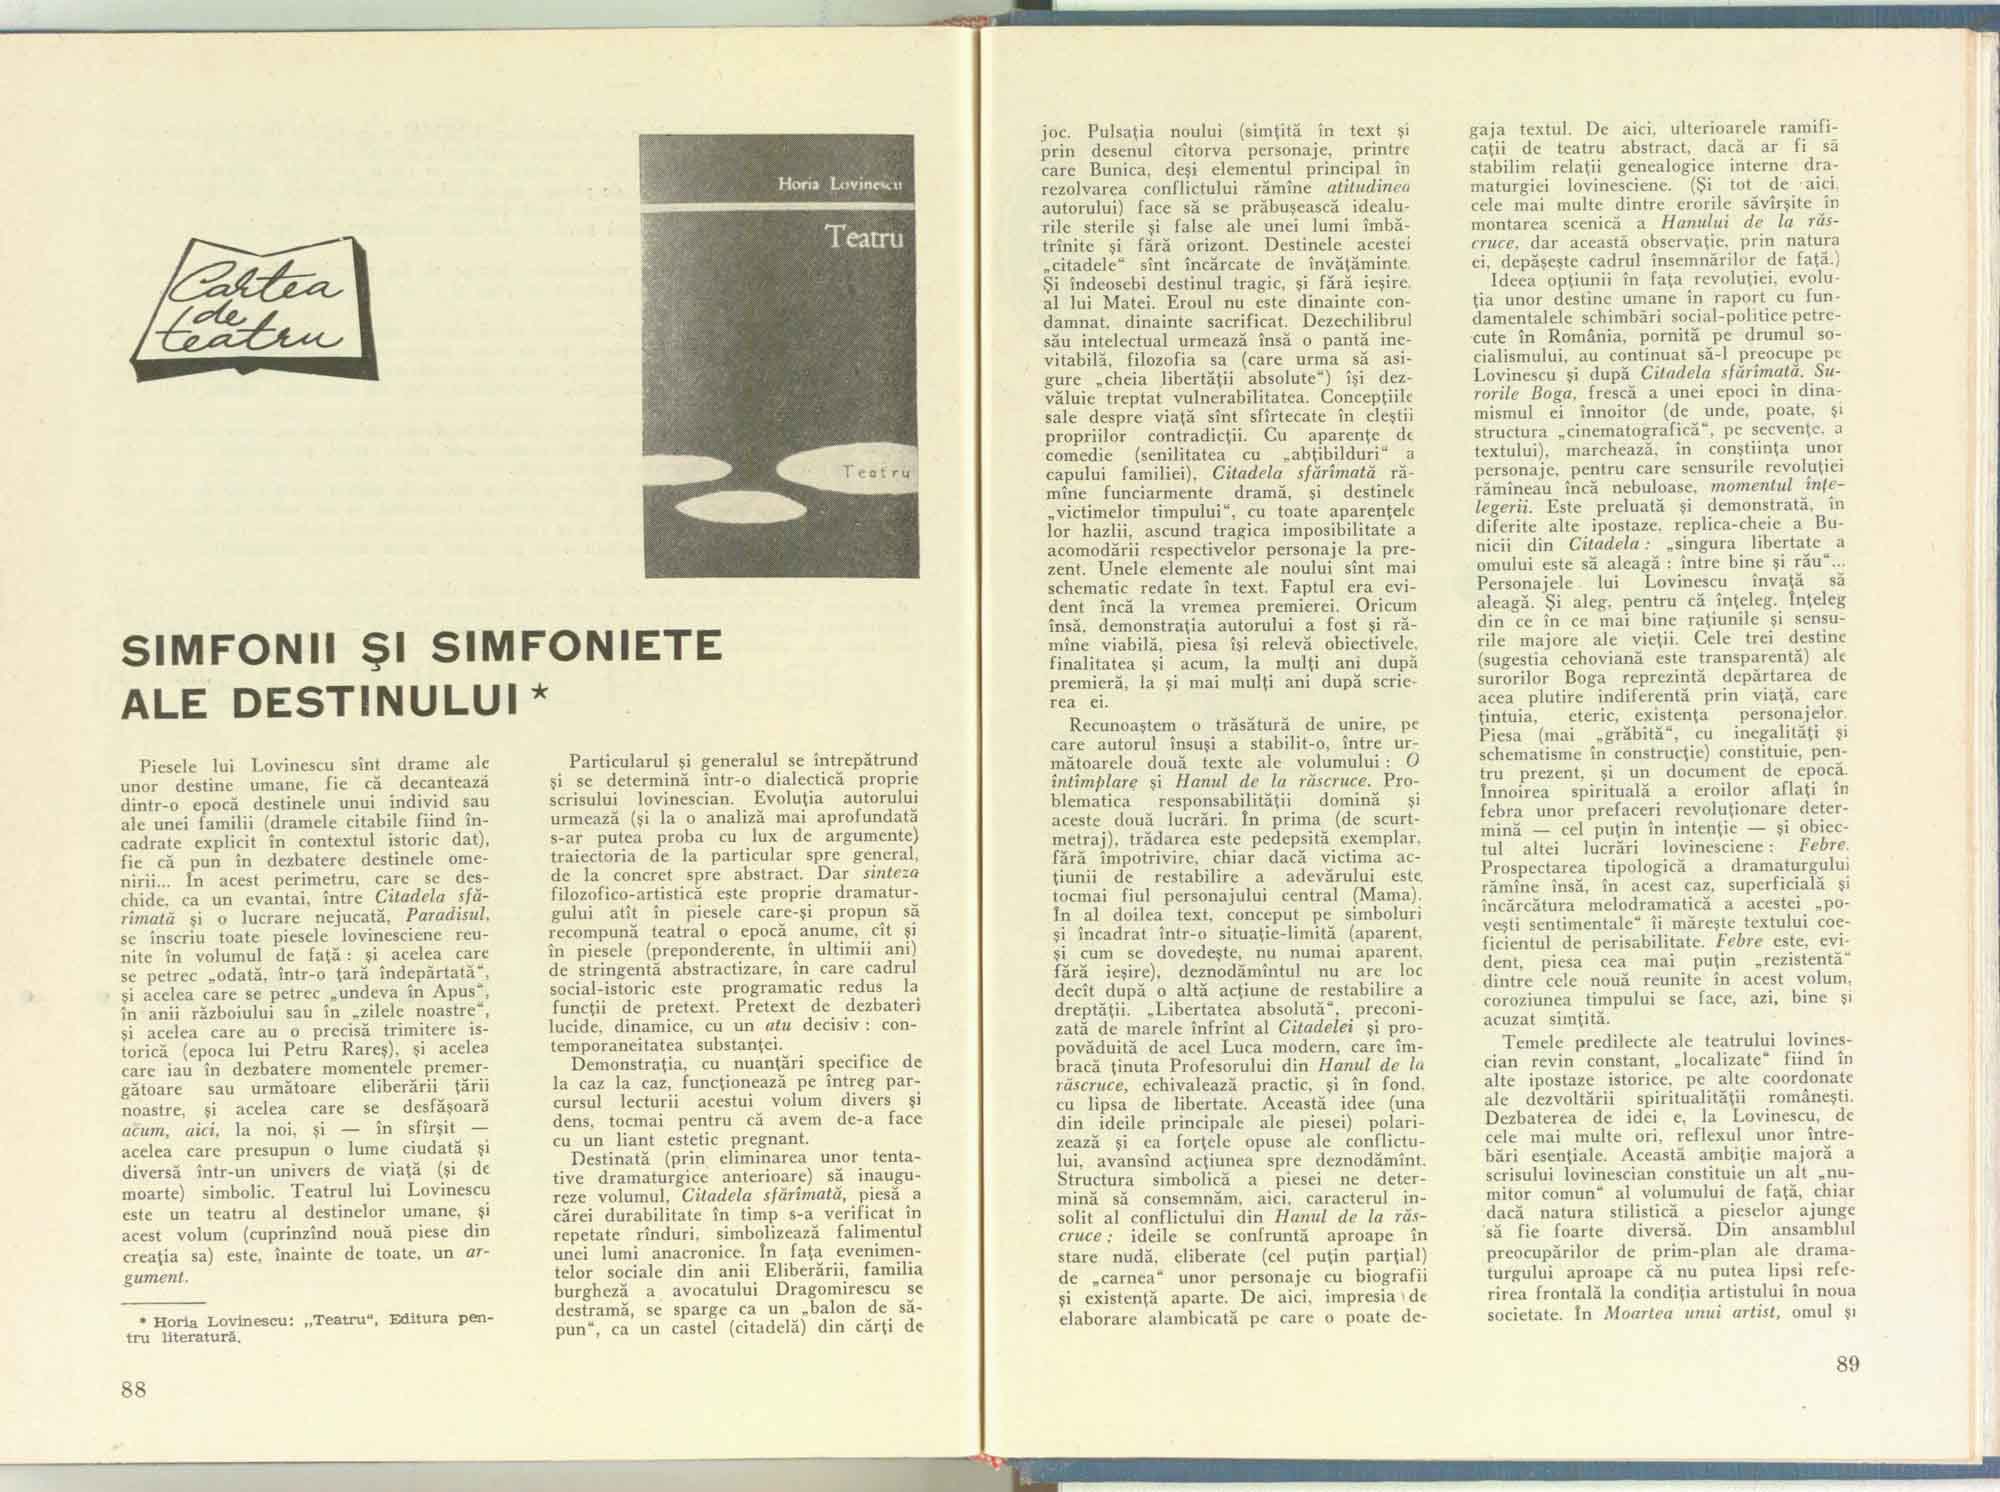 Cartea
de
teatru
Horia Lovinescu
Teatru
Teatru
SIMFONII ŞI SIMFONIETE
ALE DESTINULUI *
Piesele lui Lovinescu sînt drame ale
unor destine umane, fie că decantează
dintr-o epocă destinele unui individ sau
ale unei familii (dramele citabile fiind în-
cadrate explicit în contextul istoric dat),
fie că pun în dezbatere destinele ome-
nirii... În acest perimetru, care se des-
chide, ca un evantai, între Citadela sfă-
rîmată şi o lucrare nejucată, Paradisul,
se înscriu toate piesele lovinesciene reu-
nite în volumul de faţă : şi acelea care
se petrec „odată, într-o ţară îndepărtată“,
şi acelea care se petrec „undeva în Apus“,
în anii războiului sau în „zilele noastre“,
şi acelea care au o precisă trimitere is-
torică (epoca lui Petru Rareş), şi acelea
care iau în dezbatere momentele premer-
gătoare sau următoare eliberării ţării
noastre, şi acelea care se desfăşoară
acum, aici, la noi, şi — în sfîrşit —
acelea care presupun o lume ciudată şi
diversă într-un univers de viaţă (şi de
moarte) simbolic. Teatrul lui Lovinescu
este un teatru al destinelor umane, şi
acest volum (cuprinzînd nouă piese din
creaţia sa) este, înainte de toate, un ar-
gument.
* Horia Lovinescu: „Teatru“, Editura pen-
tru literatură.
88
Particularul şi generalul se întrepătrund
şi se determină într-o dialectică proprie
scrisului lovinescian. Evoluţia autorului
urmează (şi la o analiză mai aprofundată
s-ar putea proba cu lux de argumente)
traiectoria de la particular spre general,
de la concret spre abstract. Dar sinteza
filozofico-artistică este proprie dramatur-
gului atît în piesele care-şi propun să
recompună teatral o epocă anume, cît şi
în piesele (preponderente, în ultimii ani)
de stringentă abstractizare, în care cadrul
social-istoric este programatic redus la
funcţii de pretext. Pretext de dezbateri
lucide, dinamice, cu un atu decisiv : con-
temporaneitatea substanţei.
Demonstraţia, cu nuanţări specifice de
la caz la caz, funcţionează pe întreg par-
cursul lecturii acestui volum divers şi
dens, tocmai pentru că avem de-a face
cu un liant estetic pregnant.
Destinată (prin eliminarea unor tenta-
tive dramaturgice anterioare) să inaugu-
reze volumul, Citadela sfărîmată, piesă a
cărei durabilitate în timp s-a verificat în
repetate rînduri, simbolizează falimentul
unei lumi anacronice. În faţa evenimen-
telor sociale din anii Eliberării, familia
burgheză a avocatului Dragomirescu se
destramă, se sparge ca un „balon de să-
pun“, ca un castel (citadelă) din cărţi de
joc. Pulsaţia noului (simţită în text şi
prin desenul cîtorva personaje, printre
care Bunica, deşi elementul principal în
rezolvarea conflictului rămîne atitudinea
autorului) face să se prăbuşească idealu-
rile sterile şi false ale unei lumi îmbă-
trînite şi fără orizont. Destinele acestei
„citadele“ sînt încărcate de învăţăminte.
Şi îndeosebi destinul tragic, şi fără ieşire,
al lui Matei. Eroul nu este dinainte con-
damnat, dinainte sacrificat. Dezechilibrul
său intelectual urmează însă o pantă ine-
vitabilă, filozofia sa (care urma să asi-
gure „cheia libertăţii absolute“) îşi dez-
văluie treptat vulnerabilitatea. Concepţiile
sale despre viaţă sînt sfîrtecate în cleştii
propriilor contradicţii. Cu aparenţe de
comedie (senilitatea cu „abţibilduri“ a
capului familiei), Citadela sfărîmată ră-
mîne funciarmente dramă, şi destinele
„victimelor timpului“, cu toate aparenţele
lor hazlii, ascund tragica imposibilitate a
acomodării respectivelor personaje la pre-
zent. Unele elemente ale noului sînt mai
schematic redate în text. Faptul era evi-
dent încă la vremea premierei. Oricum
însă, demonstraţia autorului a fost şi ră-
mîne viabilă, piesa îşi relevă obiectivele,
finalitatea şi acum, la mulţi ani după
premieră, la şi mai mulţi ani după scrie-
rea ei.
Recunoaştem o trăsătură de unire, pe
care autorul însuşi a stabilit-o, între ur-
mătoarele două texte ale volumului : O
întîmplare şi Hanul de la răscruce. Pro-
blematica responsabilităţii domină şi
aceste două lucrări. În prima (de scurt-
metraj), trădarea este pedepsită exemplar,
fără împotrivire, chiar dacă victima ac-
ţiunii de restabilire a adevărului este,
tocmai fiul personajului central (Mama).
În al doilea text, conceput pe simboluri
şi încadrat într-o situaţie-limită (aparent,
şi cum se dovedeşte, nu numai aparent,
fără ieşire), deznodămîntul nu are loc
decît după o altă acţiune de restabilire a
dreptăţii. „Libertatea absolută“, preconi-
zată de marele înfrînt al Citadelei şi pro-
povăduită de acel Luca modern, care îm-
bracă ţinuta Profesorului din Hanul de la
răscruce, echivalează practic, şi în fond,
cu lipsa de libertate. Această idee (una
din ideile principale ale piesei) polari-
zează şi ea forţele opuse ale conflictu-
lui, avansînd acţiunea spre deznodămînt.
Structura simbolică a piesei ne deter-
mină să consemnăm, aici, caracterul in-
solit al conflictului din Hanul de la răs-
cruce ; ideile se confruntă aproape în
stare nudă, eliberate (cel puţin parţial)
de „carnea“ unor personaje cu biografii
şi existenţă aparte. De aici, impresia de
elaborare alambicată pe care o poate de-
gaja textul. De aici, ulterioarele ramifi-
caţii de teatru abstract, dacă ar fi să
stabilim relaţii genealogice interne dra-
maturgiei lovinesciene. (Şi tot de aici,
cele mai multe dintre erorile săvîrşite în
montarea scenică a Hanului de la răs-
cruce, dar această observaţie, prin natura
ei, depăşeşte cadrul însemnărilor de faţă.)
Ideea opţiunii în faţa revoluţiei, evolu-
ţia unor destine umane în raport cu fun-
damentalele schimbări social-politice petre-
cute în România, pornită pe drumul so-
cialismului, au continuat să-l preocupe pe
Lovinescu şi după Citadela sfărîmată. Su-
rorile Boga, frescă a unei epoci în dina-
mismul ei înnoitor (de unde, poate, şi
structura „cinematografică“, pe secvenţe, a
textului), marchează, în conştiinţa unor
personaje, pentru care sensurile revoluţiei
rămîneau încă nebuloase, momentul înţe-
legerii. Este preluată şi demonstrată, în
diferite alte ipostaze, replica-cheie a Bu-
nicii din Citadela : „singura libertate a
omului este să aleagă : între bine şi rău“...
Personajele lui Lovinescu învaţă să
aleagă. Şi aleg, pentru că înţeleg. Înţeleg
din ce în ce mai bine raţiunile şi sensu-
rile majore ale vieţii. Cele trei destine
(sugestia cehoviană este transparentă) ale
surorilor Boga reprezintă depărtarea de
acea plutire indiferentă prin viaţă, care
ţintuia, eteric, existenţa personajelor.
Piesa (mai „grăbită“, cu inegalităţi şi
schematisme în construcţie) constituie, pen-
tru prezent, şi un document de epocă.
Înnoirea spirituală a eroilor aflaţi în
febra unor prefaceri revoluţionare deter-
mină — cel puţin în intenţie — şi obiec-
tul altei lucrări lovinesciene : Febre.
Prospectarea tipologică a dramaturgului
rămîne însă, în acest caz, superficială şi
încărcătura melodramatică a acestei „po-
veşti sentimentale“ îi măreşte textului coe-
ficientul de perisabilitate. Febre este, evi-
dent, piesa cea mai puţin „rezistentă“
dintre cele nouă reunite în acest volum,
coroziunea timpului se face, azi, bine şi
acuzat simţită.
Temele predilecte ale teatrului lovines-
cian revin constant, „localizate“ fiind în
alte ipostaze istorice, pe alte coordonate
ale dezvoltării spiritualităţii româneşti.
Dezbaterea de idei e, la Lovinescu, de
cele mai multe ori, reflexul unor între-
bări esenţiale. Această ambiţie majoră a
scrisului lovinescian constituie un alt „nu-
mitor comun“ al volumului de faţă, chiar
dacă natura stilistică a pieselor ajunge
să fie foarte diversă. Din ansamblul
preocupărilor de prim-plan ale drama-
turgului aproape că nu putea lipsi refe-
rirea frontală la condiţia artistului în noua
societate. În Moartea unui artist, omul şi
89